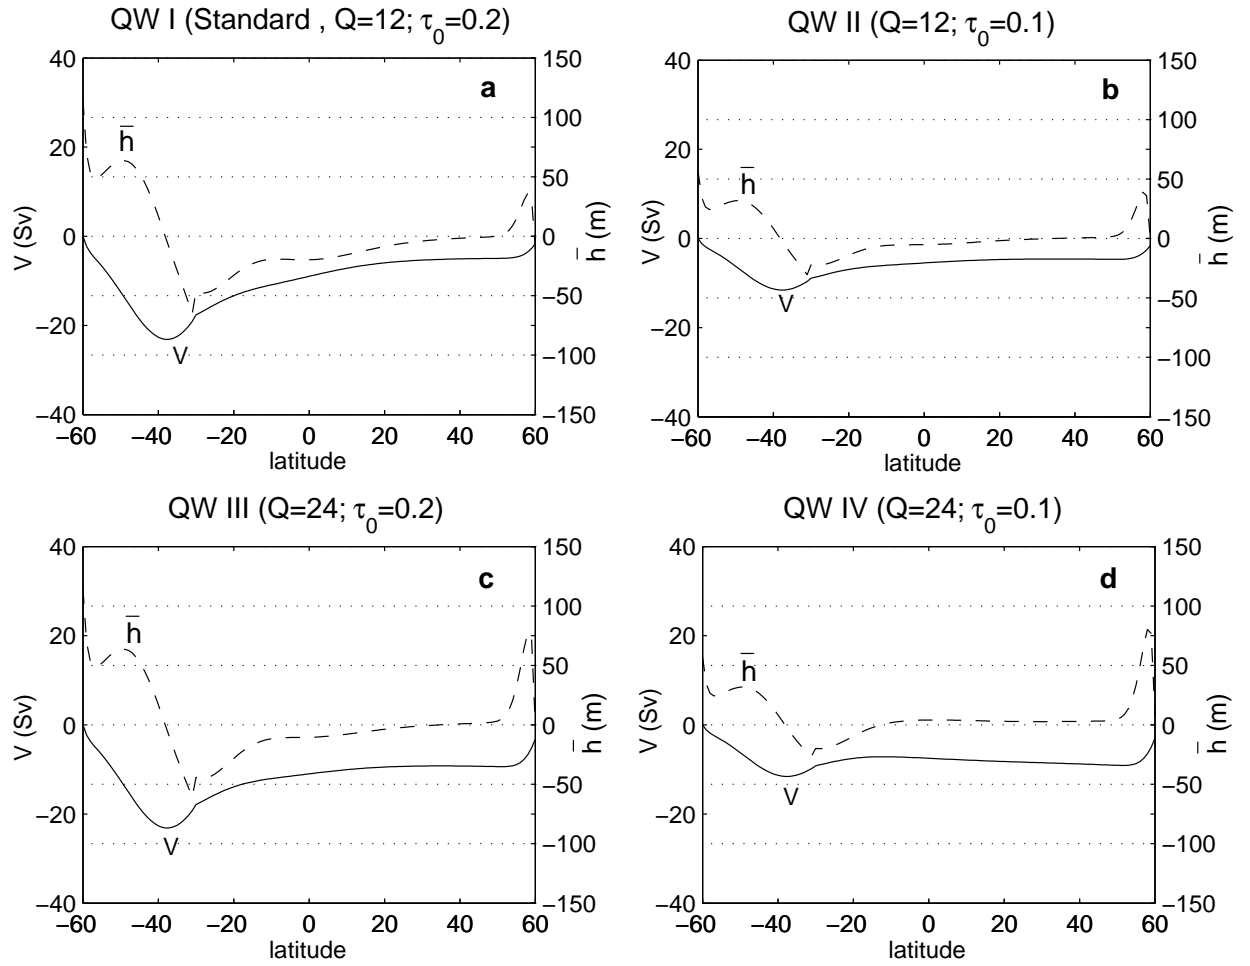 QW I (Standard , Q=12; τ0=0.2)
40
20
0
−20
−40
150
100
50
0
−50
−100
−150
−60 −40 −20 0 20 40 60
V (Sv)
h̅ (m)
latitude
a
h̅
V
QW II (Q=12; τ0=0.1)
40
20
0
−20
−40
150
100
50
0
−50
−100
−150
−60 −40 −20 0 20 40 60
V (Sv)
h̅ (m)
latitude
b
h̅
V
QW III (Q=24; τ0=0.2)
40
20
0
−20
−40
150
100
50
0
−50
−100
−150
−60 −40 −20 0 20 40 60
V (Sv)
h̅ (m)
latitude
c
h̅
V
QW IV (Q=24; τ0=0.1)
40
20
0
−20
−40
150
100
50
0
−50
−100
−150
−60 −40 −20 0 20 40 60
V (Sv)
h̅ (m)
latitude
d
h̅
V